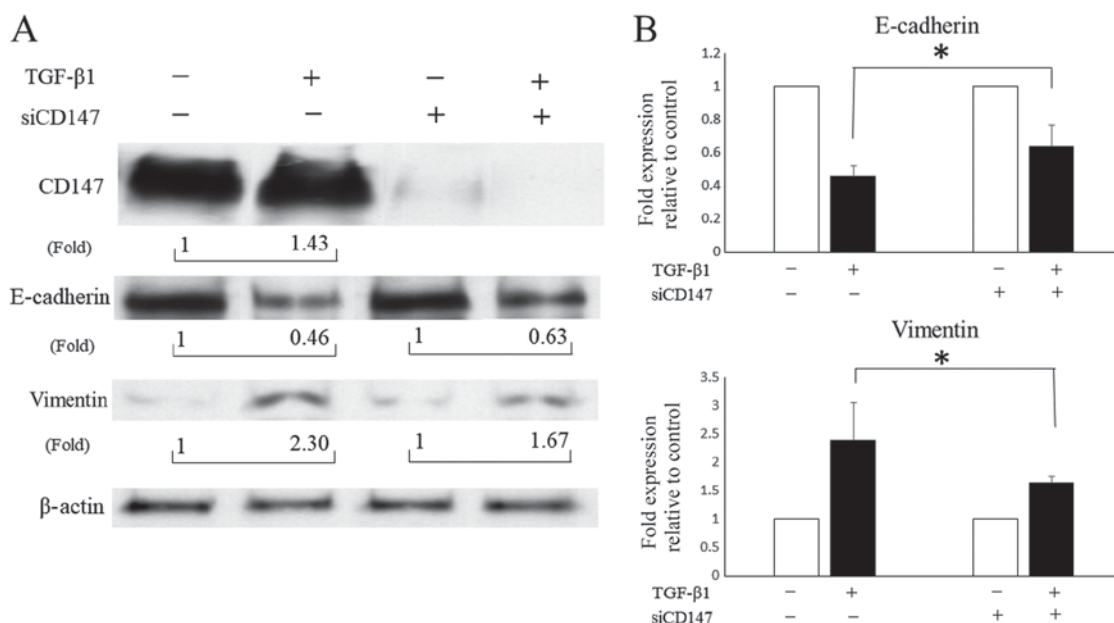 A
TGF-β1 − + − +
siCD147 − − + +
CD147
(Fold) 1 1.43
E-cadherin
(Fold) 1 0.46 1 0.63
Vimentin
(Fold) 1 2.30 1 1.67
β-actin
B
E-cadherin
*
Fold expression
relative to control
1.2
1
0.8
0.6
0.4
0.2
0
TGF-β1 − + − +
siCD147 − − + +
Vimentin
*
Fold expression
relative to control
3.5
3
2.5
2
1.5
1
0.5
0
TGF-β1 − + − +
siCD147 − − + +